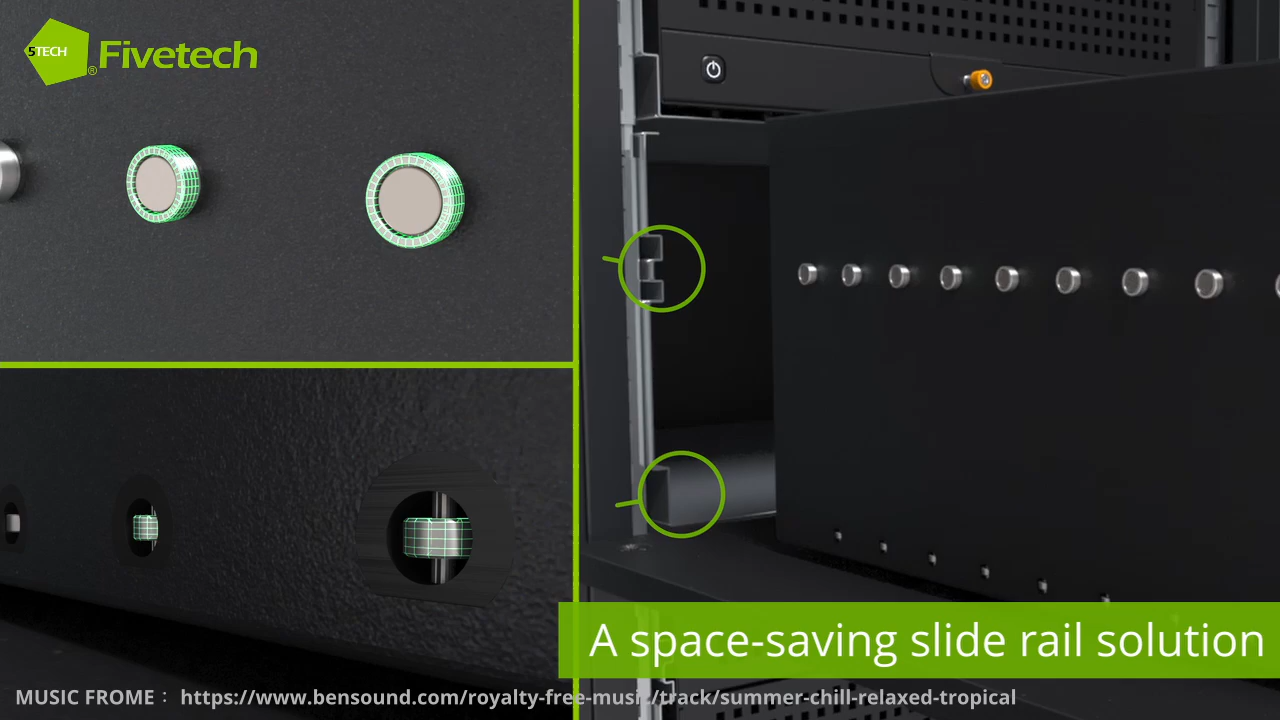 5TECH
® Fivetech
A space-saving slide rail solution
MUSIC FROME： https://www.bensound.com/royalty-free-music/track/summer-chill-relaxed-tropical